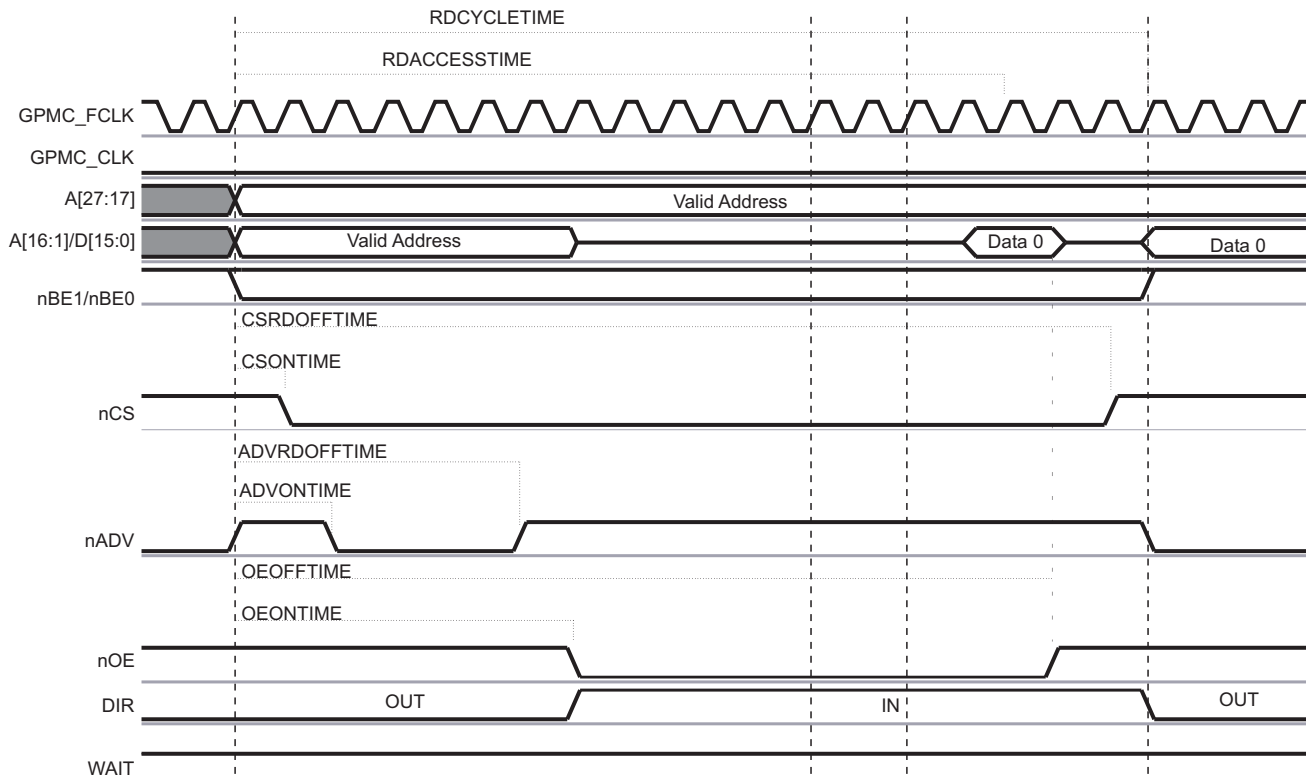 RDCYCLETIME
RDACCESSTIME
GPMC_FCLK
GPMC_CLK
A[27:17]
Valid Address
A[16:1]/D[15:0]
Valid Address
Data 0
Data 0
nBE1/nBE0
CSRDOFFTIME
CSONTIME
nCS
ADVRDOFFTIME
ADVONTIME
nADV
OEOFFTIME
OEONTIME
nOE
DIR
OUT
IN
OUT
WAIT